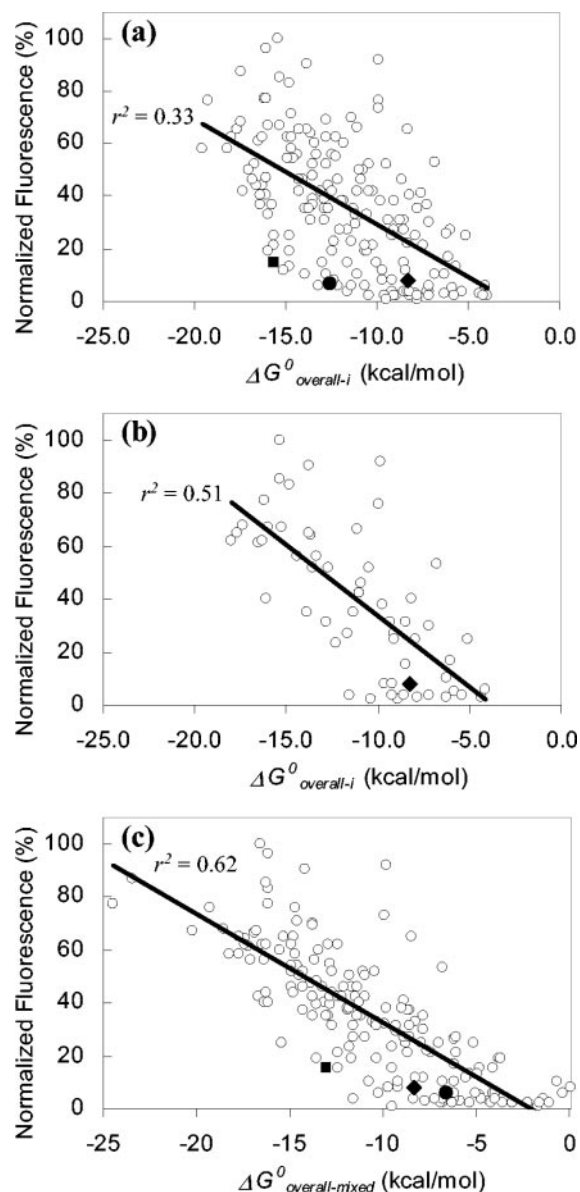 (a)
Normalized Fluorescence (%)
100
80
60
40
20
0
r² = 0.33
-25.0 -20.0 -15.0 -10.0 -5.0 0.0
ΔG⁰overall-i (kcal/mol)
(b)
Normalized Fluorescence (%)
100
80
60
40
20
0
r² = 0.51
-25.0 -20.0 -15.0 -10.0 -5.0 0.0
ΔG⁰overall-i (kcal/mol)
(c)
Normalized Fluorescence (%)
100
80
60
40
20
0
r² = 0.62
-25 -20 -15 -10 -5 0
ΔG⁰overall-mixed (kcal/mol)